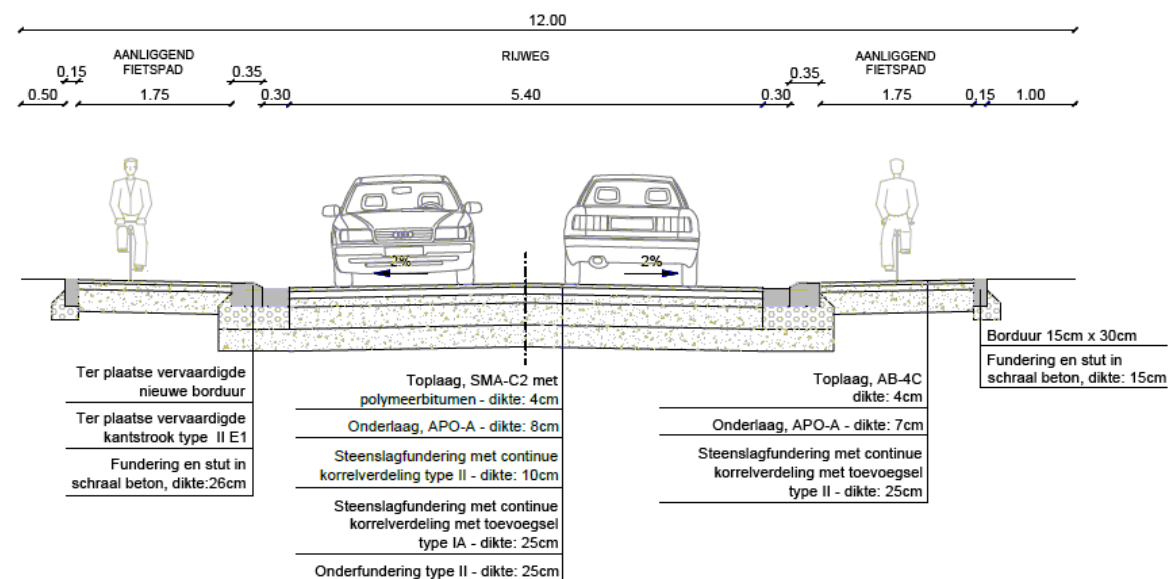 12.00
AANLIGGEND
FIETSPAD
RIJWEG
AANLIGGEND
FIETSPAD
0.15
0.35
0.35
0.50
1.75
0.30
5.40
0.30
1.75
0.15
1.00
2%
2%
Ter plaatse vervaardigde
nieuwe borduur
Ter plaatse vervaardigde
kantstrook type II E1
Fundering en stut in
schraal beton, dikte:26cm
Toplaag, SMA-C2 met
polymeerbitumen - dikte: 4cm
Onderlaag, APO-A - dikte: 8cm
Steenslagfundering met continue
korrelverdeling type II - dikte: 10cm
Steenslagfundering met continue
korrelverdeling met toevoegsel
type IA - dikte: 25cm
Onderfundering type II - dikte: 25cm
Toplaag, AB-4C
dikte: 4cm
Onderlaag, APO-A - dikte: 7cm
Steenslagfundering met continue
korrelverdeling met toevoegsel
type II - dikte: 25cm
Borduur 15cm x 30cm
Fundering en stut in
schraal beton, dikte: 15cm